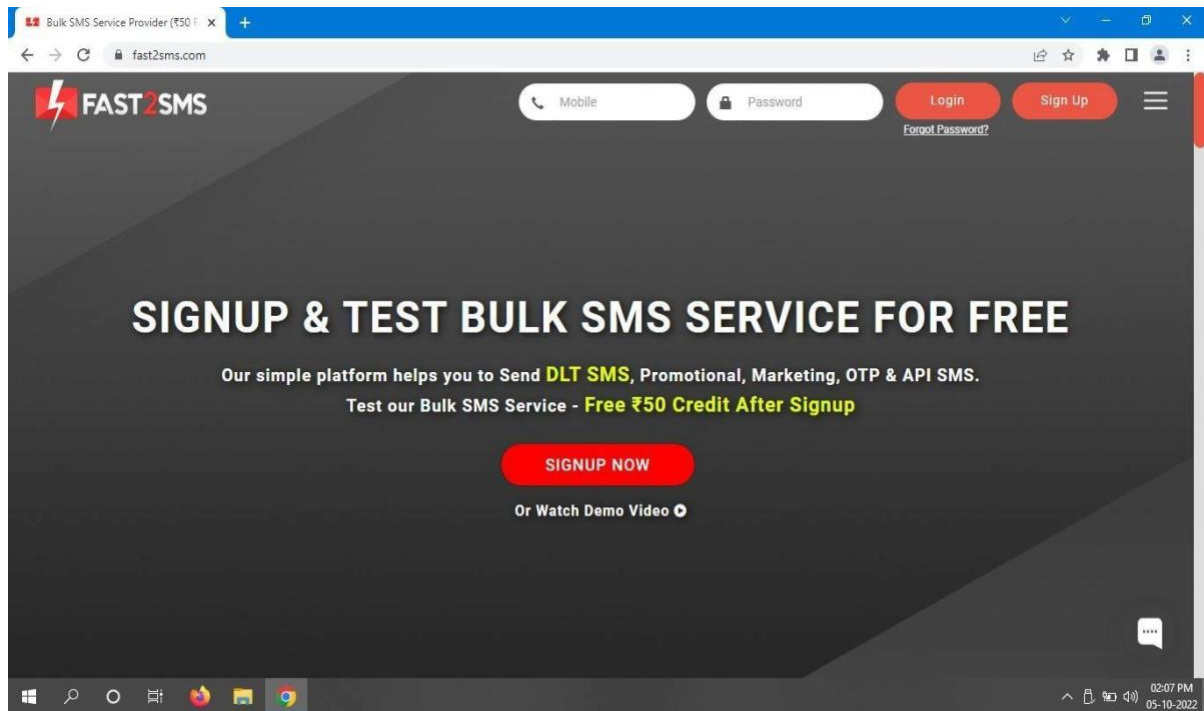 Bulk SMS Service Provider (₹50 F
fast2sms.com
FAST2SMS
Mobile
Password
Login
Sign Up
Forgot Password?
SIGNUP & TEST BULK SMS SERVICE FOR FREE
Our simple platform helps you to Send DLT SMS, Promotional, Marketing, OTP & API SMS.
Test our Bulk SMS Service - Free ₹50 Credit After Signup
SIGNUP NOW
Or Watch Demo Video
02:07 PM
05-10-2022